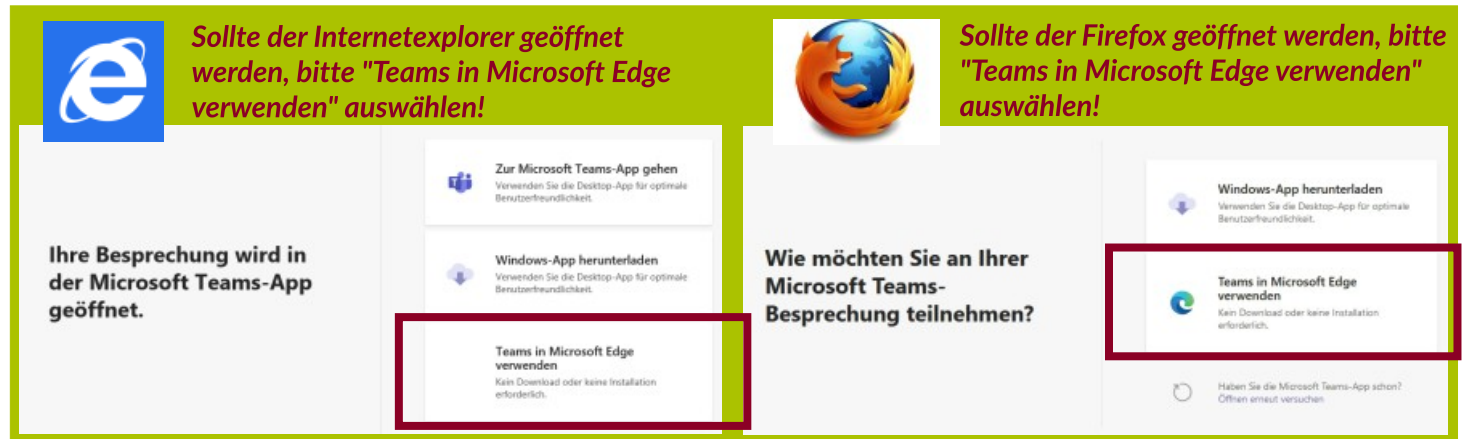 Sollte der Internetexplorer geöffnet
werden, bitte "Teams in Microsoft Edge
verwenden" auswählen!
Zur Microsoft Teams-App gehen
Verwenden Sie die Desktop-App für optimale
Benutzerfreundlichkeit.
Ihre Besprechung wird in
der Microsoft Teams-App
geöffnet.
Windows-App herunterladen
Verwenden Sie die Desktop-App für optimale
Benutzerfreundlichkeit.
Teams in Microsoft Edge
verwenden
Kein Download oder keine Installation
erforderlich.
Sollte der Firefox geöffnet werden, bitte
"Teams in Microsoft Edge verwenden"
auswählen!
Windows-App herunterladen
Verwenden Sie die Desktop-App für optimale
Benutzerfreundlichkeit.
Wie möchten Sie an Ihrer
Microsoft Teams-
Besprechung teilnehmen?
Teams in Microsoft Edge
verwenden
Kein Download oder keine Installation
erforderlich.
Haben Sie die Microsoft Teams-App schon?
Öffnen erneut versuchen